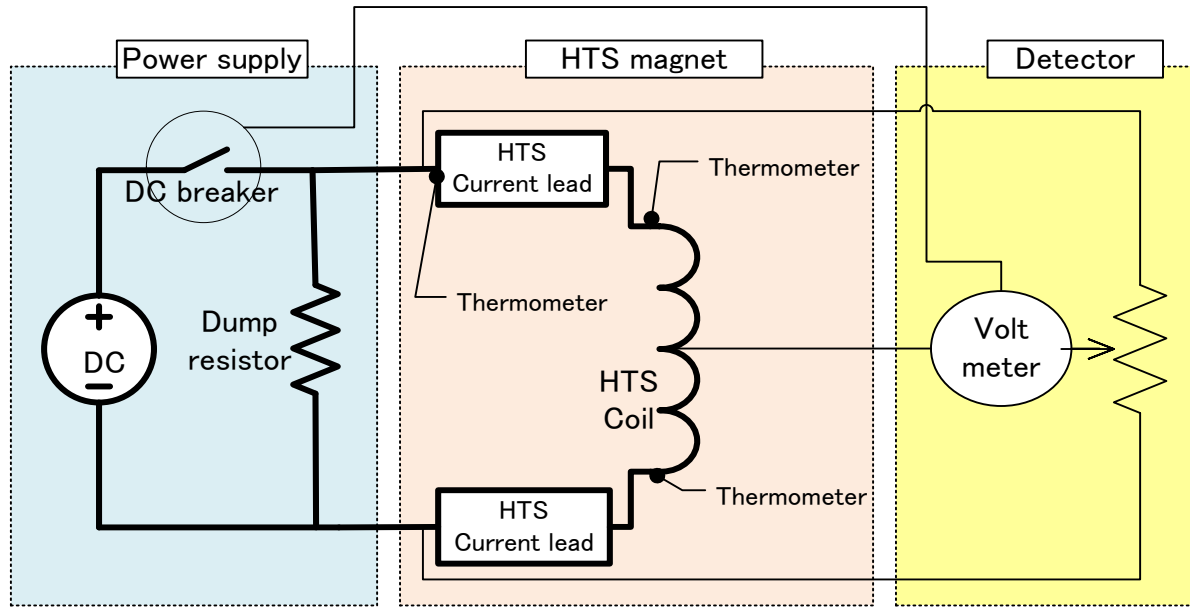 Power supply
HTS magnet
Detector
DC breaker
HTS
Current lead
Thermometer
Thermometer
+
DC
−
Dump
resistor
HTS
Coil
Volt
meter
Thermometer
HTS
Current lead